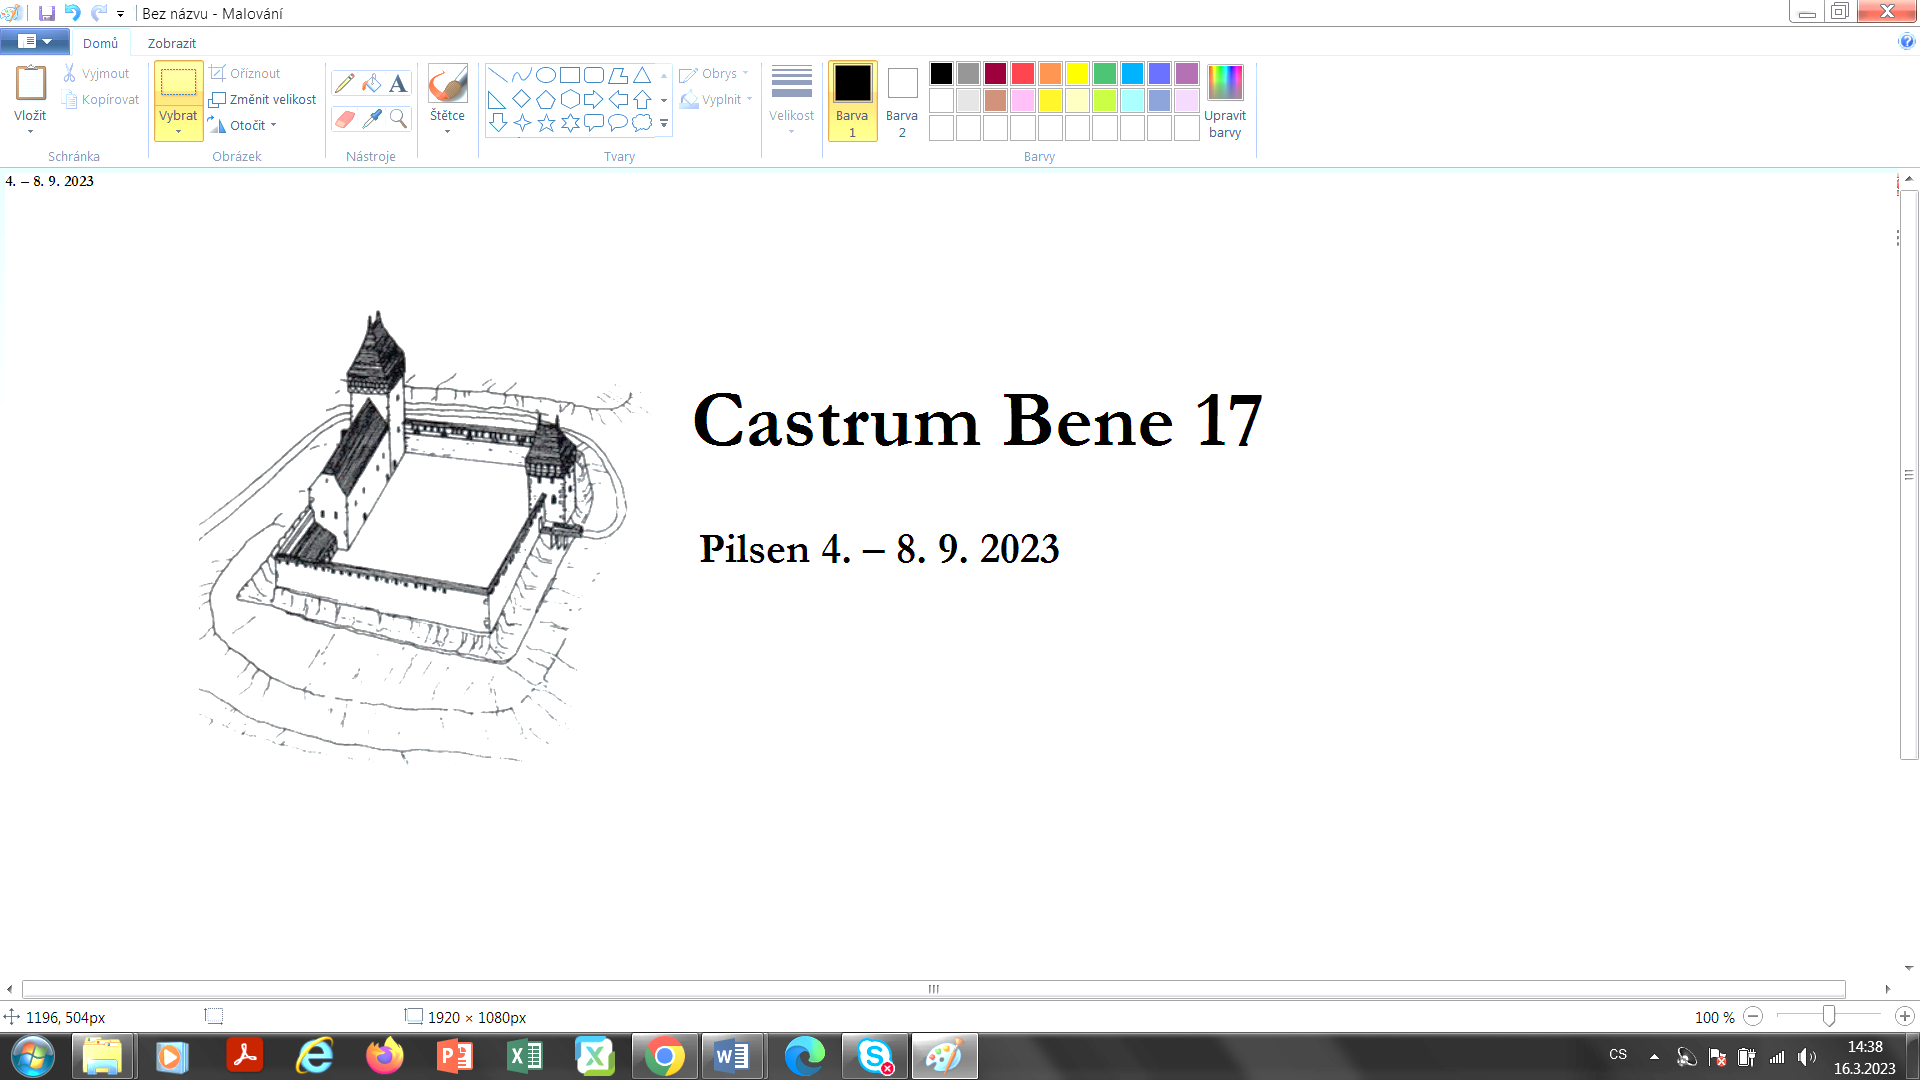 Bez názvu - Malování
Domů
Zobrazit
Vložit
Vyjmout
Kopírovat
Schránka
Vybrat
Oříznout
Změnit velikost
Otočit
Obrázek
A
Nástroje
Štětce
Obrys
Vyplnit
Tvary
Velikost
Barva
1
Barva
2
Upravit
barvy
Barvy
4. – 8. 9. 2023
Castrum Bene 17
Pilsen 4. – 8. 9. 2023
1196, 504px
1920 × 1080px
100 %
CS
14:38
16.3.2023